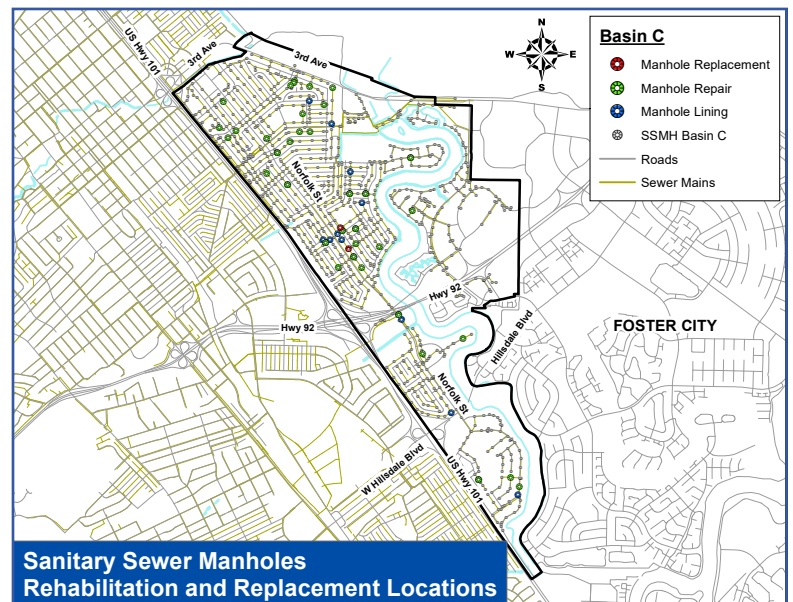 N
W E
S
US Hwy 101
3rd Ave
3rd Ave
Basin C
Manhole Replacement
Manhole Repair
Manhole Lining
SSMH Basin C
Roads
Sewer Mains
Norfolk St
Hwy 92
Hwy 92
Hillsdale Blvd
FOSTER CITY
Norfolk St
W Hillsdale Blvd
US Hwy 101
Sanitary Sewer Manholes
Rehabilitation and Replacement Locations